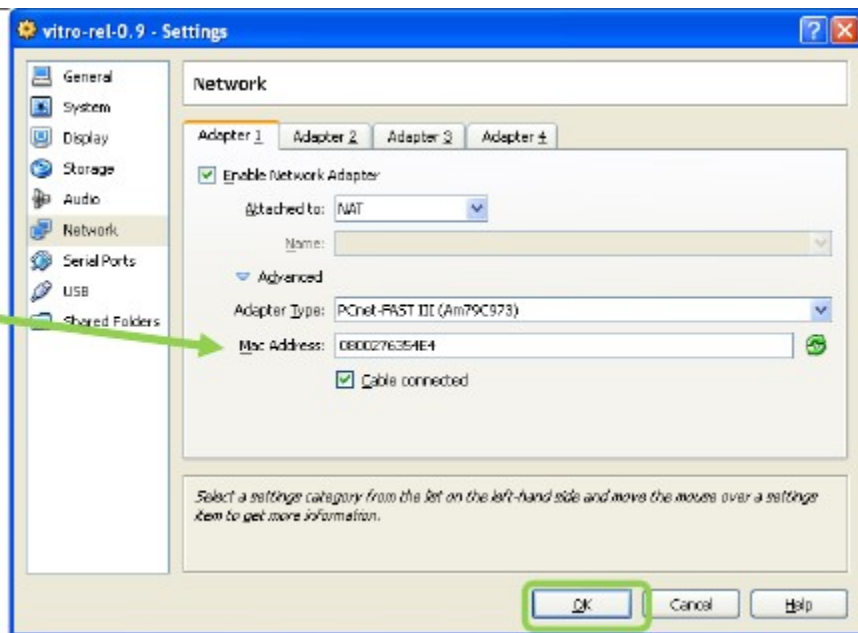 vitro-rel-0.9 - Settings
General
System
Display
Storage
Audio
Network
Serial Ports
USB
Shared Folders
Network
Adapter 1 Adapter 2 Adapter 3 Adapter 4
Enable Network Adapter
Attached to: NAT
Name:
Advanced
Adapter Type: PCnet-FAST III (Am79C973)
Mac Address: 0800276354E4
Cable connected
Select a settings category from the list on the left-hand side and move the mouse over a settings
item to get more information.
OK Cancel Help